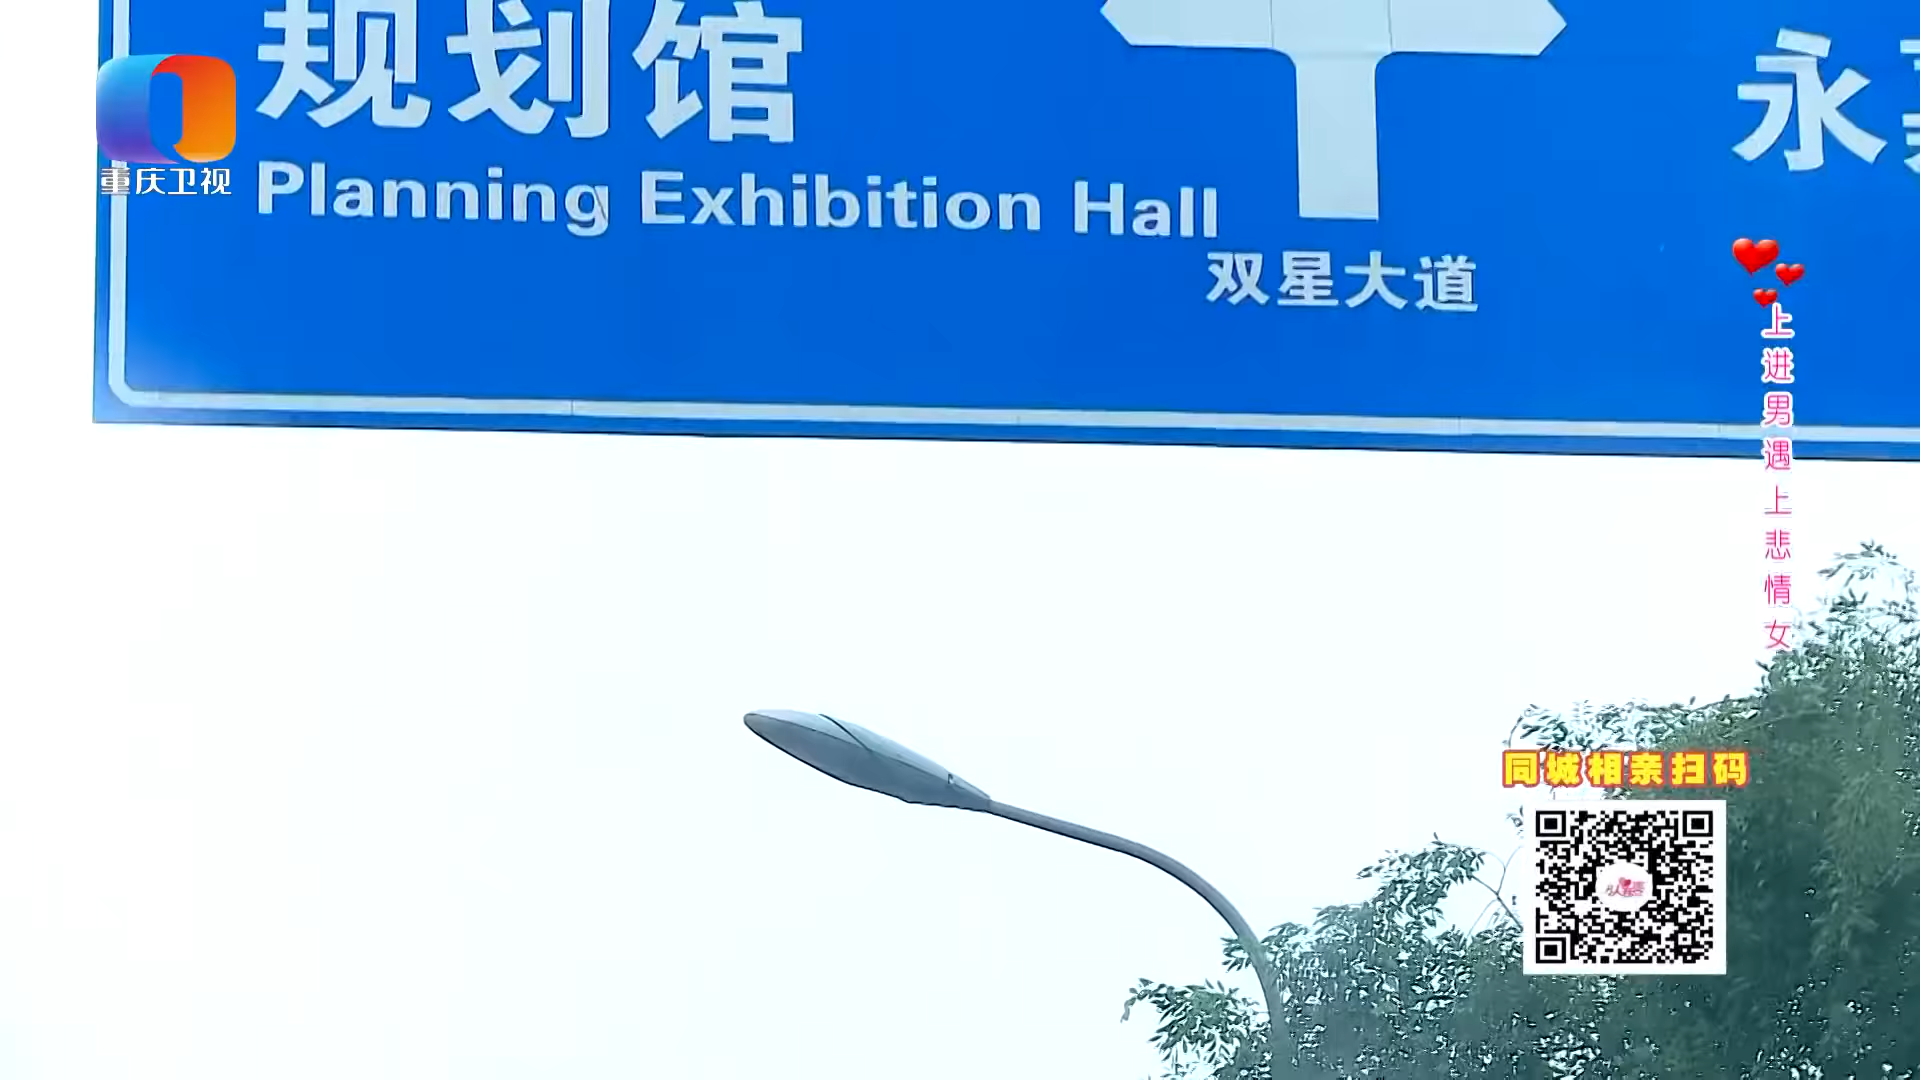 规划馆
Planning Exhibition Hall
双星大道
永
重庆卫视
上进男遇上悲情女
同城相亲扫码